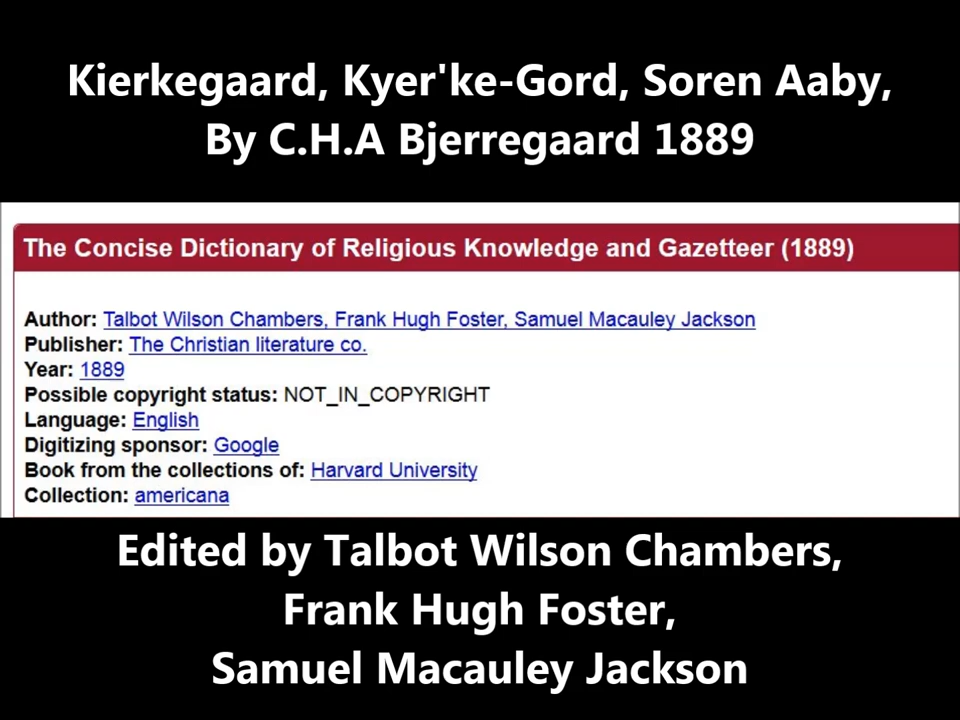 Kierkegaard, Kyer'ke-Gord, Soren Aaby,
By C.H.A Bjerregaard 1889
The Concise Dictionary of Religious Knowledge and Gazetteer (1889)
Author: Talbot Wilson Chambers, Frank Hugh Foster, Samuel Macauley Jackson
Publisher: The Christian literature co.
Year: 1889
Possible copyright status: NOT_IN_COPYRIGHT
Language: English
Digitizing sponsor: Google
Book from the collections of: Harvard University
Collection: americana
Edited by Talbot Wilson Chambers,
Frank Hugh Foster,
Samuel Macauley Jackson